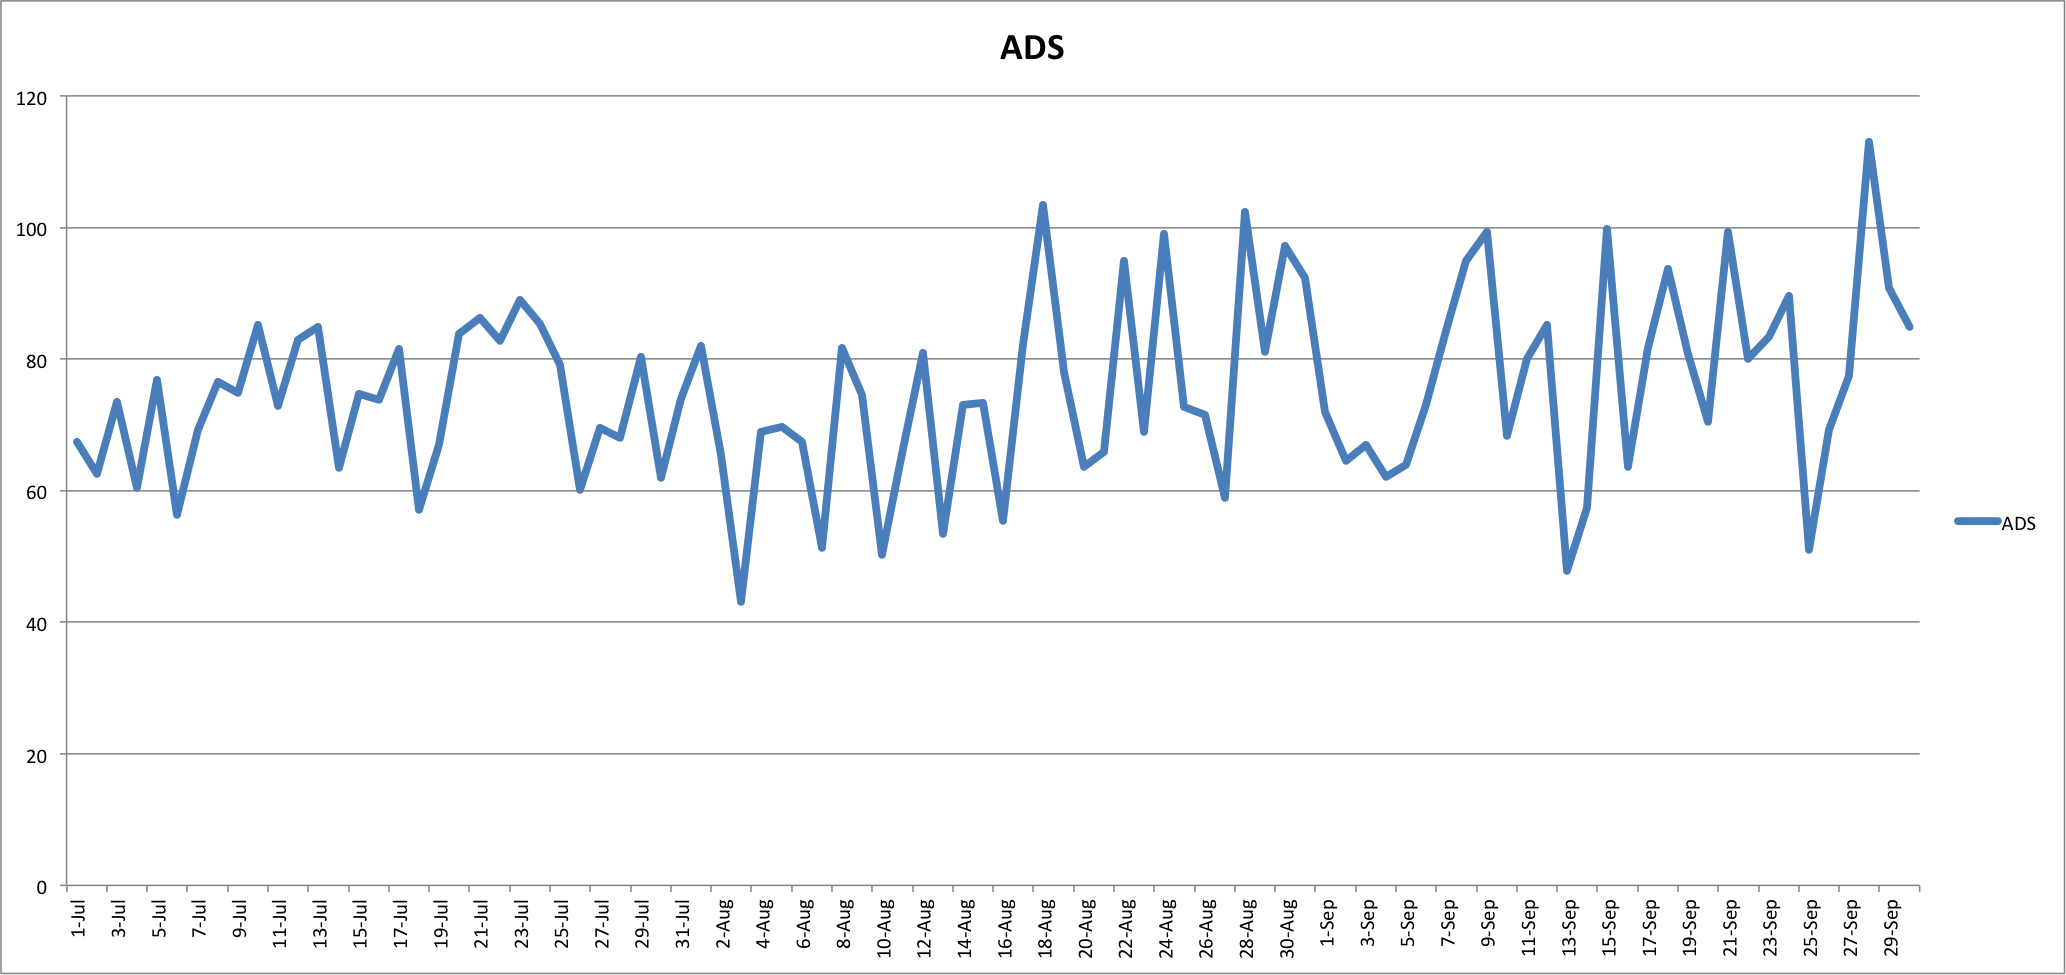 ADS
120
100
80
60
40
20
0
1-Jul
3-Jul
5-Jul
7-Jul
9-Jul
11-Jul
13-Jul
15-Jul
17-Jul
19-Jul
21-Jul
23-Jul
25-Jul
27-Jul
29-Jul
31-Jul
2-Aug
4-Aug
6-Aug
8-Aug
10-Aug
12-Aug
14-Aug
16-Aug
18-Aug
20-Aug
22-Aug
24-Aug
26-Aug
28-Aug
30-Aug
1-Sep
3-Sep
5-Sep
7-Sep
9-Sep
11-Sep
13-Sep
15-Sep
17-Sep
19-Sep
21-Sep
23-Sep
25-Sep
27-Sep
29-Sep
ADS